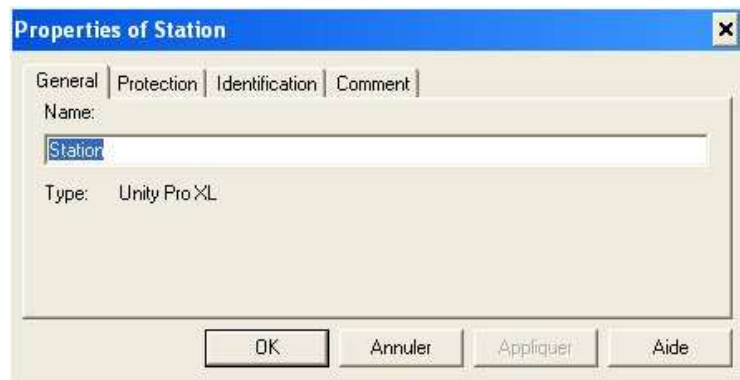 Properties of Station
General Protection Identification Comment
Name:
Station
Type: Unity Pro XL
OK Annuler Appliquer Aide